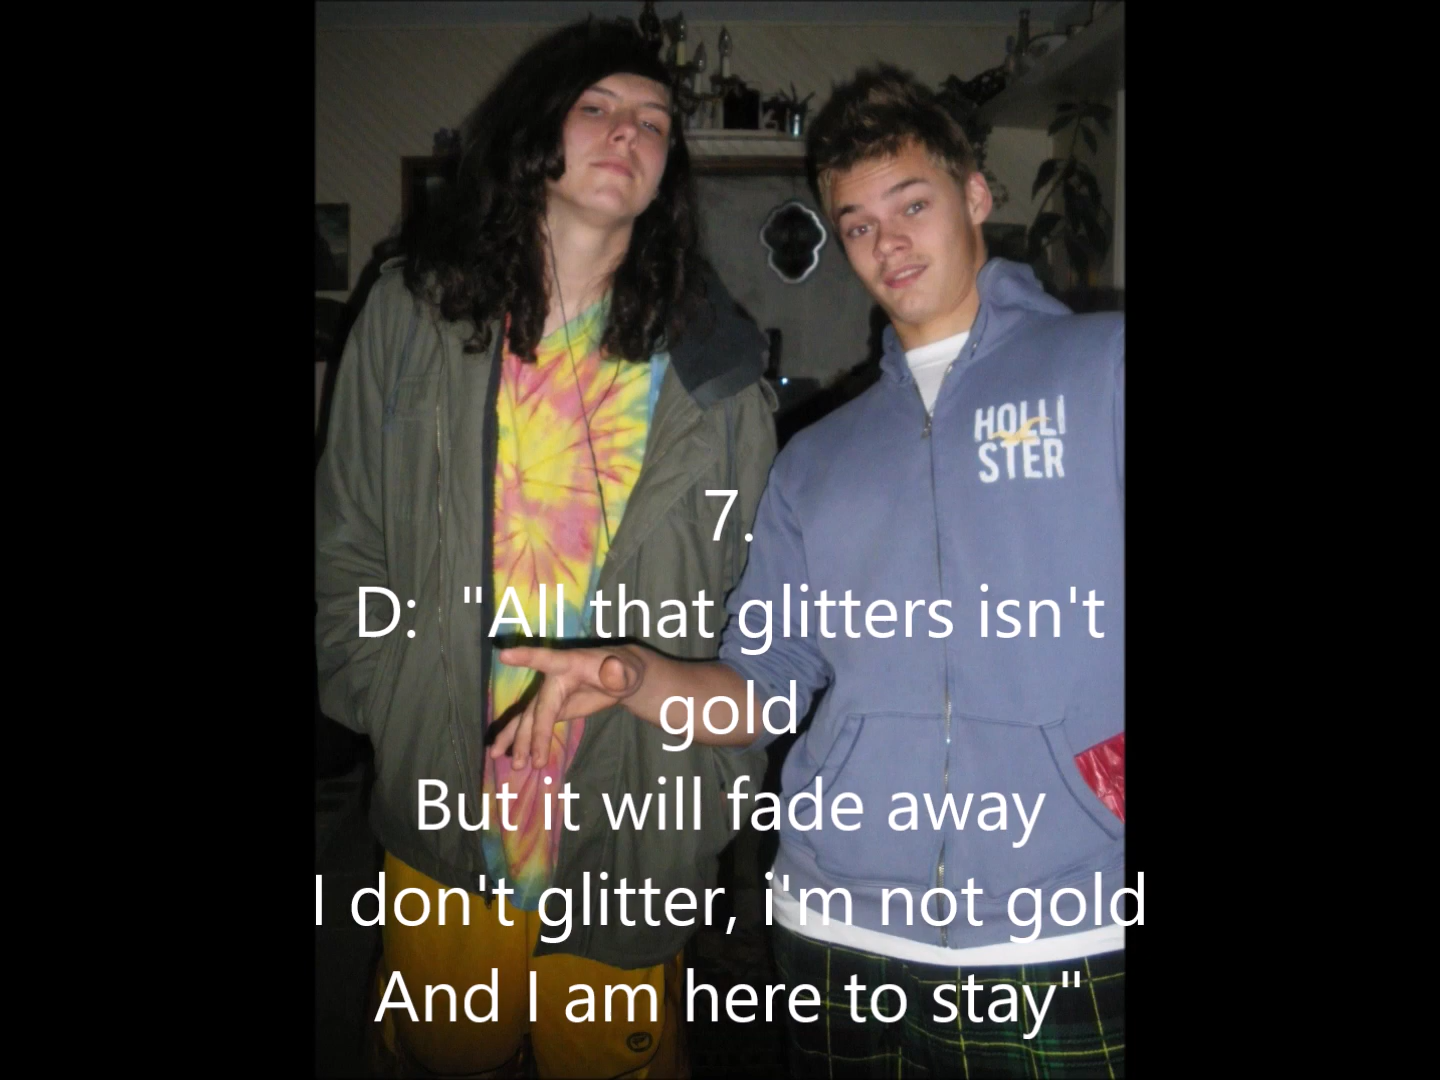 HOLLI
STER
7.
D:  "All that glitters isn't
gold
But it will fade away
I don't glitter, i'm not gold
And I am here to stay"